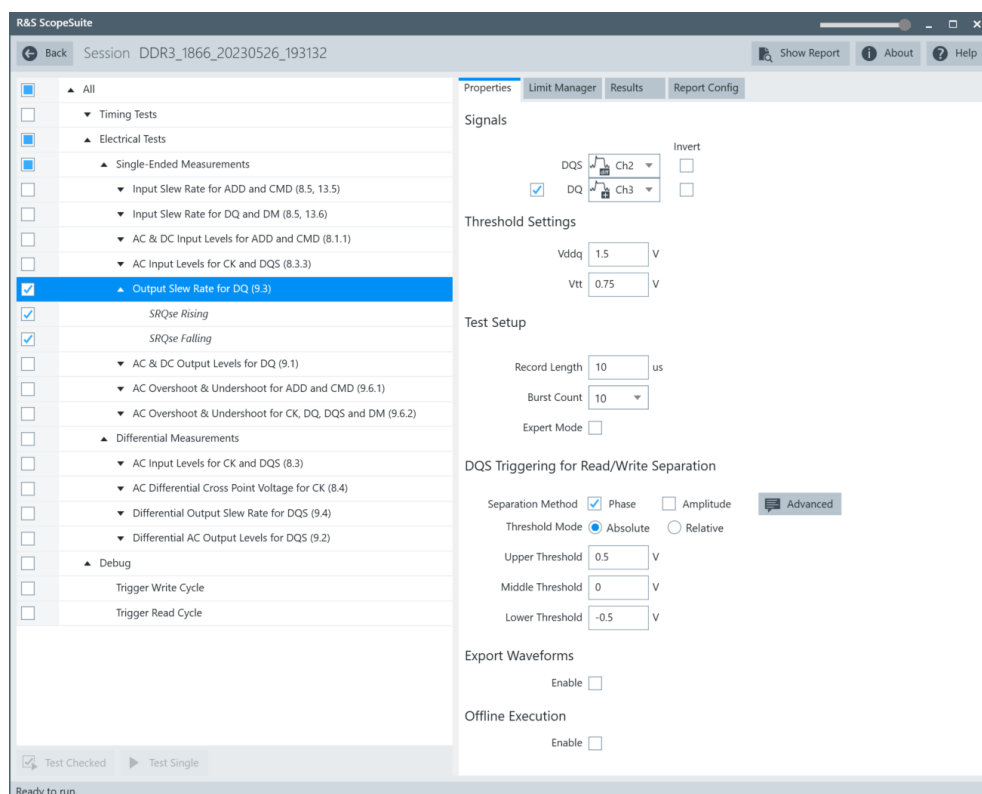 R&S ScopeSuite
Back Session DDR3_1866_20230526_193132 Show Report About Help
All
Timing Tests
Electrical Tests
Single-Ended Measurements
Input Slew Rate for ADD and CMD (8.5, 13.5)
Input Slew Rate for DQ and DM (8.5, 13.6)
AC & DC Input Levels for ADD and CMD (8.1.1)
AC Input Levels for CK and DQS (8.3.3)
Output Slew Rate for DQ (9.3)
SRQse Rising
SRQse Falling
AC & DC Output Levels for DQ (9.1)
AC Overshoot & Undershoot for ADD and CMD (9.6.1)
AC Overshoot & Undershoot for CK, DQ, DQS and DM (9.6.2)
Differential Measurements
AC Input Levels for CK and DQS (8.3)
AC Differential Cross Point Voltage for CK (8.4)
Differential Output Slew Rate for DQS (9.4)
Differential AC Output Levels for DQS (9.2)
Debug
Trigger Write Cycle
Trigger Read Cycle
Test Checked Test Single
Properties Limit Manager Results Report Config
Signals
Invert
DQS Ch2
DQ Ch3
Threshold Settings
Vddq 1.5 V
Vtt 0.75 V
Test Setup
Record Length 10 us
Burst Count 10
Expert Mode
DQS Triggering for Read/Write Separation
Separation Method Phase Amplitude Advanced
Threshold Mode Absolute Relative
Upper Threshold 0.5 V
Middle Threshold 0 V
Lower Threshold -0.5 V
Export Waveforms
Enable
Offline Execution
Enable
Ready to run